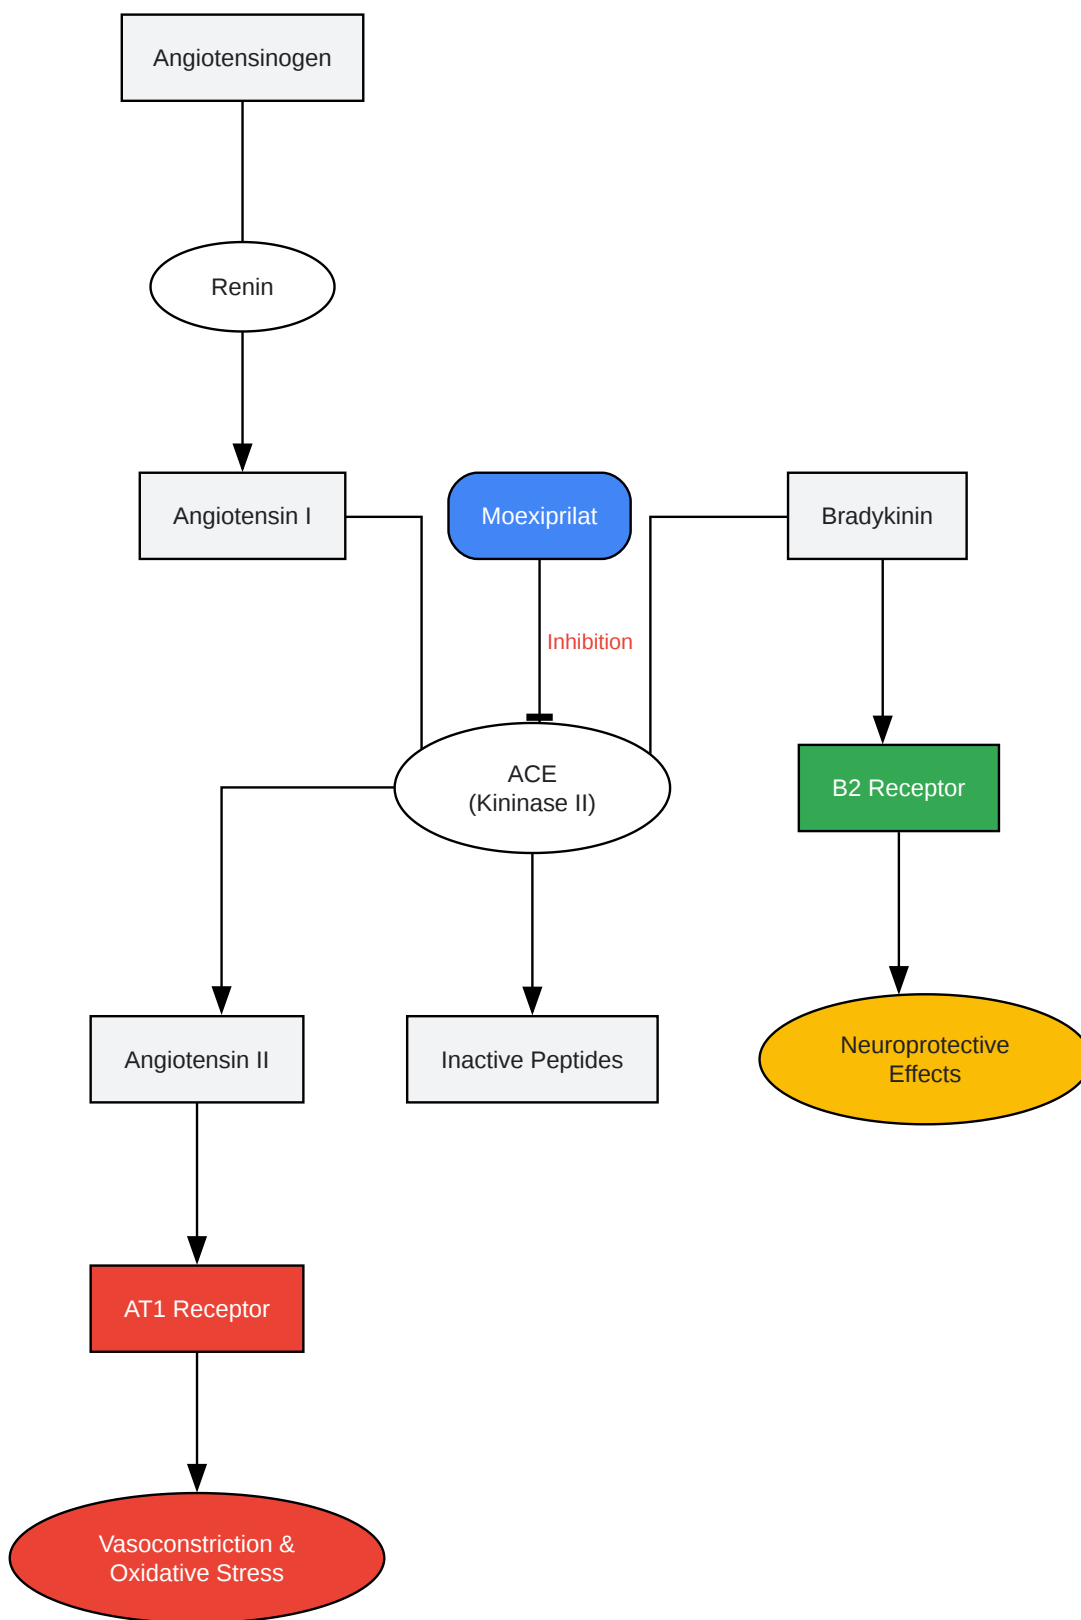 Angiotensinogen
Renin
Angiotensin I
Moexiprilat
Bradykinin
Inhibition
ACE
(Kininase II)
B2 Receptor
Angiotensin II
Inactive Peptides
Neuroprotective
Effects
AT1 Receptor
Vasoconstriction &
Oxidative Stress